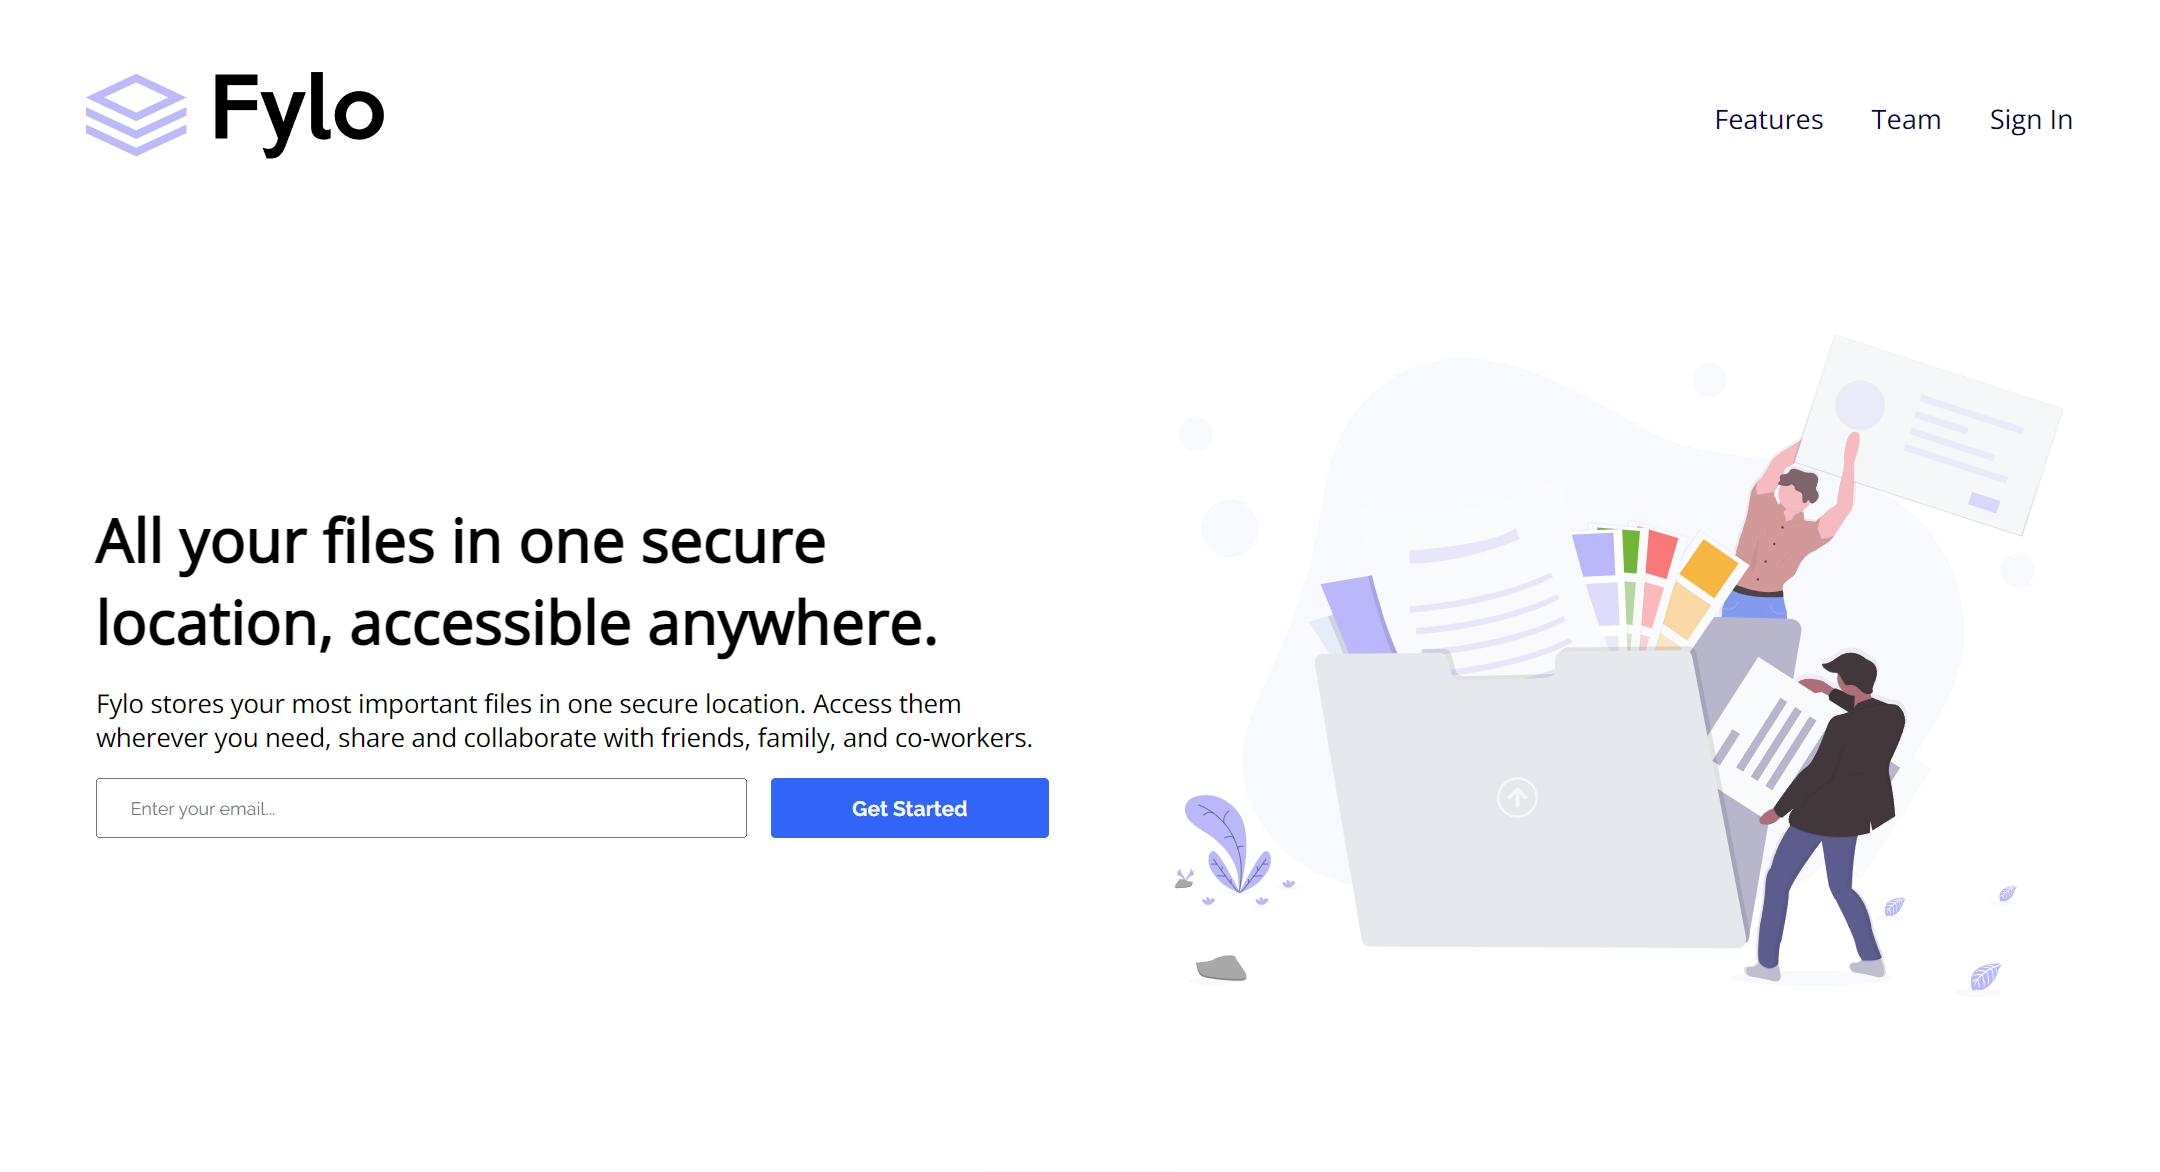 Fylo
Features Team Sign In
All your files in one secure
location, accessible anywhere.
Fylo stores your most important files in one secure location. Access them
wherever you need, share and collaborate with friends, family, and co-workers.
Enter your email...
Get Started